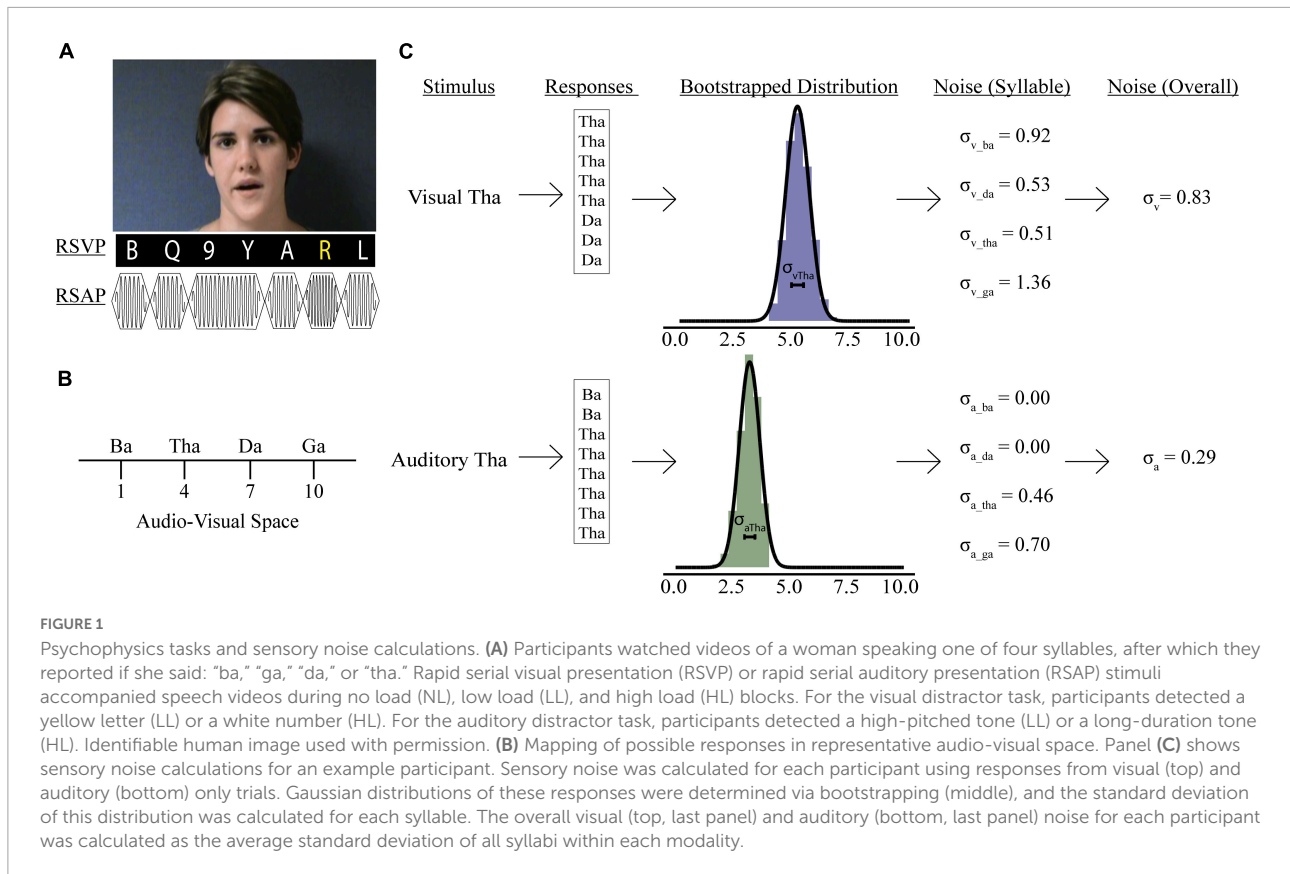 A
RSVP
B Q 9 Y A R L
RSAP
B
Ba Tha Da Ga
1 4 7 10
Audio-Visual Space
C
Stimulus Responses Bootstrapped Distribution Noise (Syllable) Noise (Overall)
Visual Tha
Tha
Tha
Tha
Tha
Tha
Da
Da
Da
σvTha
0.0 2.5 5.0 7.5 10.0
σv_ba = 0.92
σv_da = 0.53
σv_tha = 0.51
σv_ga = 1.36
σv= 0.83
Auditory Tha
Ba
Ba
Tha
Tha
Tha
Tha
Tha
Tha
σaTha
0.0 2.5 5.0 7.5 10.0
σa_ba = 0.00
σa_da = 0.00
σa_tha = 0.46
σa_ga = 0.70
σa = 0.29
FIGURE 1
Psychophysics tasks and sensory noise calculations. (A) Participants watched videos of a woman speaking one of four syllables, after which they
reported if she said: “ba,” “ga,” “da,” or “tha.” Rapid serial visual presentation (RSVP) or rapid serial auditory presentation (RSAP) stimuli
accompanied speech videos during no load (NL), low load (LL), and high load (HL) blocks. For the visual distractor task, participants detected a
yellow letter (LL) or a white number (HL). For the auditory distractor task, participants detected a high-pitched tone (LL) or a long-duration tone
(HL). Identifiable human image used with permission. (B) Mapping of possible responses in representative audio-visual space. Panel (C) shows
sensory noise calculations for an example participant. Sensory noise was calculated for each participant using responses from visual (top) and
auditory (bottom) only trials. Gaussian distributions of these responses were determined via bootstrapping (middle), and the standard deviation
of this distribution was calculated for each syllable. The overall visual (top, last panel) and auditory (bottom, last panel) noise for each participant
was calculated as the average standard deviation of all syllabi within each modality.